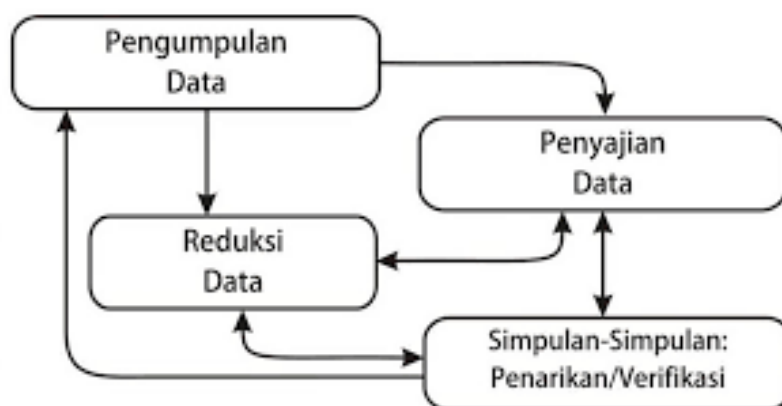 Pengumpulan
Data
Penyajian
Data
Reduksi
Data
Simpulan-Simpulan:
Penarikan/Verifikasi